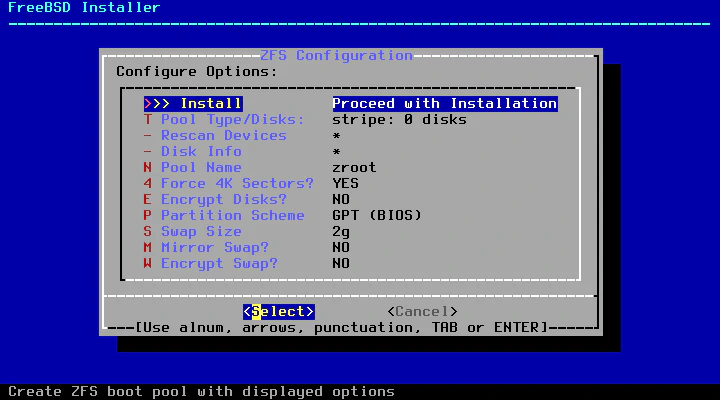 FreeBSD Installer
ZFS Configuration
Configure Options:
>>> Install Proceed with Installation
T Pool Type/Disks: stripe: 0 disks
- Rescan Devices *
- Disk Info *
N Pool Name zroot
4 Force 4K Sectors? YES
E Encrypt Disks? NO
P Partition Scheme GPT (BIOS)
S Swap Size 2g
M Mirror Swap? NO
W Encrypt Swap? NO
<Select> <Cancel>
[Use alnum, arrows, punctuation, TAB or ENTER]
Create ZFS boot pool with displayed options